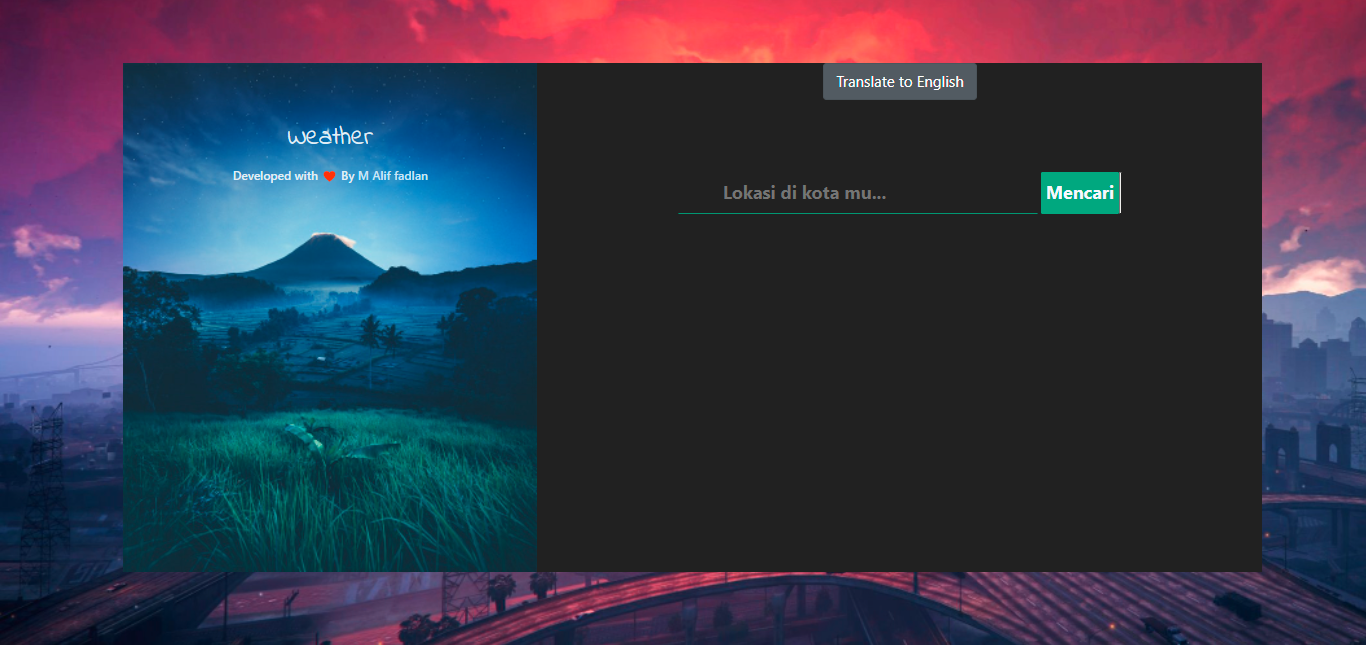 weather
Developed with ❤ By M Alif fadlan
Translate to English
Lokasi di kota mu...
Mencari